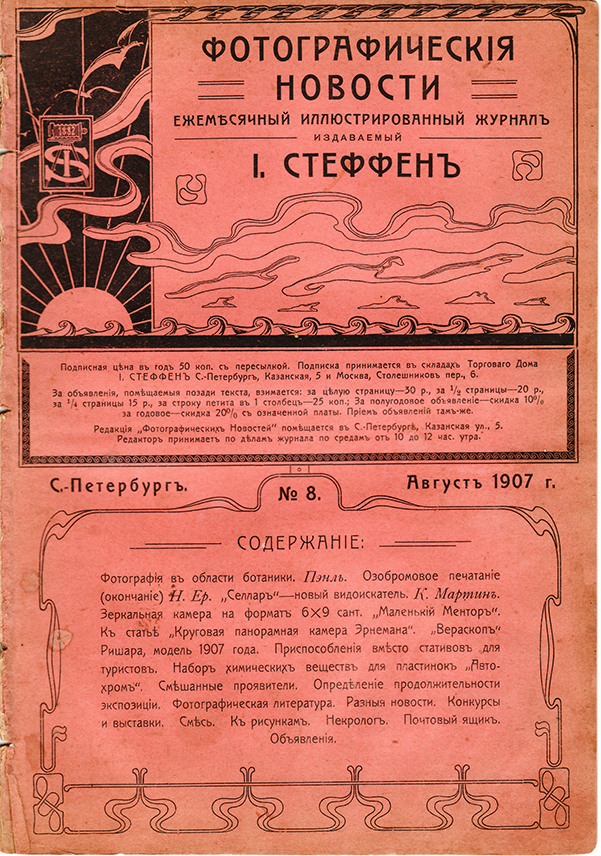 ФОТОГРАФИЧЕСКІЯ
НОВОСТИ
ЕЖЕМѢСЯЧНЫЙ ИЛЛЮСТРИРОВАННЫЙ ЖУРНАЛЪ
ИЗДАВАЕМЫЙ
І. СТЕФФЕНЪ
Подписная цѣна въ годъ 50 коп. съ пересылкой. Подписка принимается въ складахъ Торговаго Дома
І. СТЕФФЕНЪ С.-Петербургъ, Казанская, 5 и Москва, Столешниковъ пер., 6.
За объявленія, помѣщаемыя позади текста, взимается: за цѣлую страницу—30 р., за 1/2 страницы—20 р.,
за 1/4 страницы 15 р., за строку петита въ 1 столбецъ—25 коп.; За полугодовое объявленіе—скидка 10%
за годовое—скидка 20% съ означенной платы. Пріемъ объявленій тамъ-же.
Редакція „Фотографическихъ Новостей" помѣщается въ С.-Петербургѣ, Казанская ул., 5.
Редакторъ принимаетъ по дѣламъ журнала по средамъ отъ 10 до 12 час. утра.
С.-Петербургъ. № 8. Августъ 1907 г.
СОДЕРЖАНІЕ:
Фотографія въ области ботаники. Пэнлъ. Озобромовое печатаніе
(окончаніе) Н. Ер. „Селларъ"—новый видоискатель. К. Мартинъ.
Зеркальная камера на форматъ 6×9 сант. „Маленькій Менторъ".
Къ статьѣ „Круговая панорамная камера Эрнемана". „Вераскопъ"
Ришара, модель 1907 года. Приспособленія вмѣсто стативовъ для
туристовъ. Наборъ химическихъ веществъ для пластинокъ „Авто-
хромъ". Смѣшанные проявители. Опредѣленіе продолжительности
экспозиціи. Фотографическая литература. Разныя новости. Конкурсы
и выставки. Смѣсь. Къ рисункамъ. Некрологъ. Почтовый ящикъ.
Объявленія.